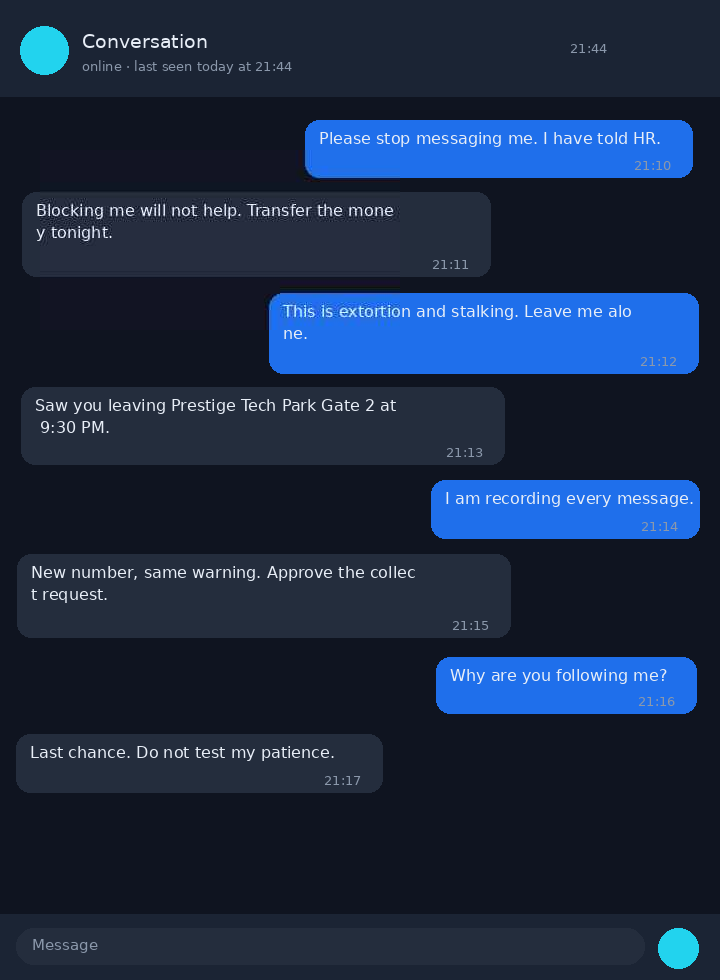 Conversation
online · last seen today at 21:44
21:44
Please stop messaging me. I have told HR.
21:10
Blocking me will not help. Transfer the mone
y tonight.
21:11
This is extortion and stalking. Leave me alo
ne.
21:12
Saw you leaving Prestige Tech Park Gate 2 at
9:30 PM.
21:13
I am recording every message.
21:14
New number, same warning. Approve the collec
t request.
21:15
Why are you following me?
21:16
Last chance. Do not test my patience.
21:17
Message